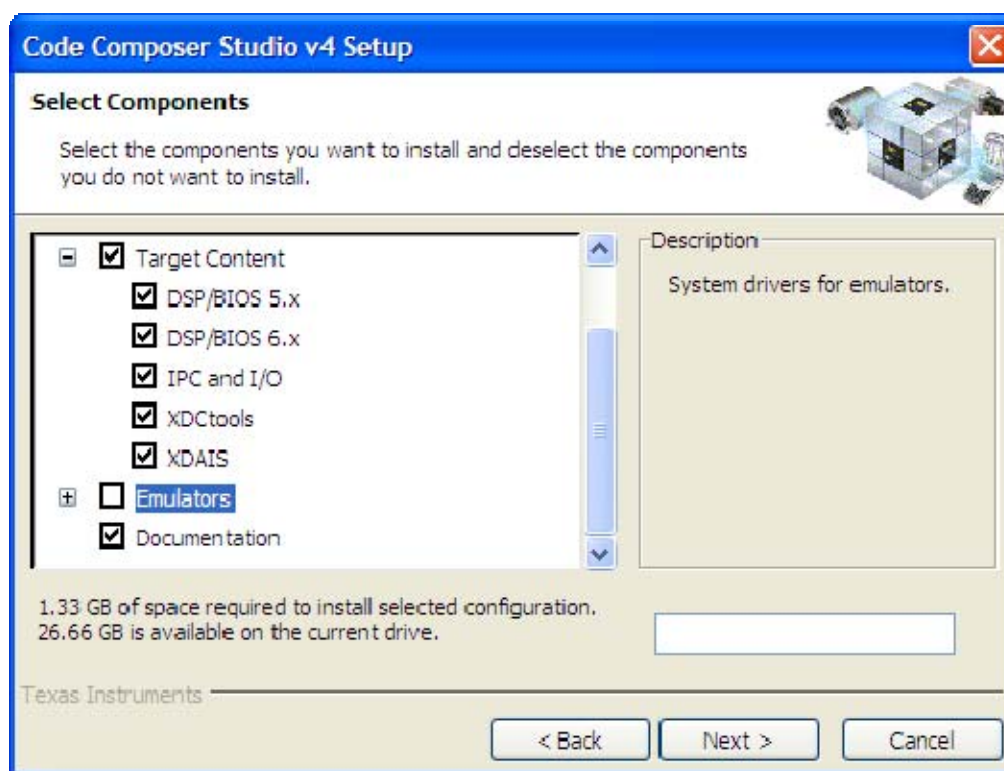 Code Composer Studio v4 Setup
Select Components
Select the components you want to install and deselect the components
you do not want to install.
Target Content
DSP/BIOS 5.x
DSP/BIOS 6.x
IPC and I/O
XDCtools
XDAIS
Emulators
Documentation
Description
System drivers for emulators.
1.33 GB of space required to install selected configuration.
26.66 GB is available on the current drive.
Texas Instruments
< Back
Next >
Cancel